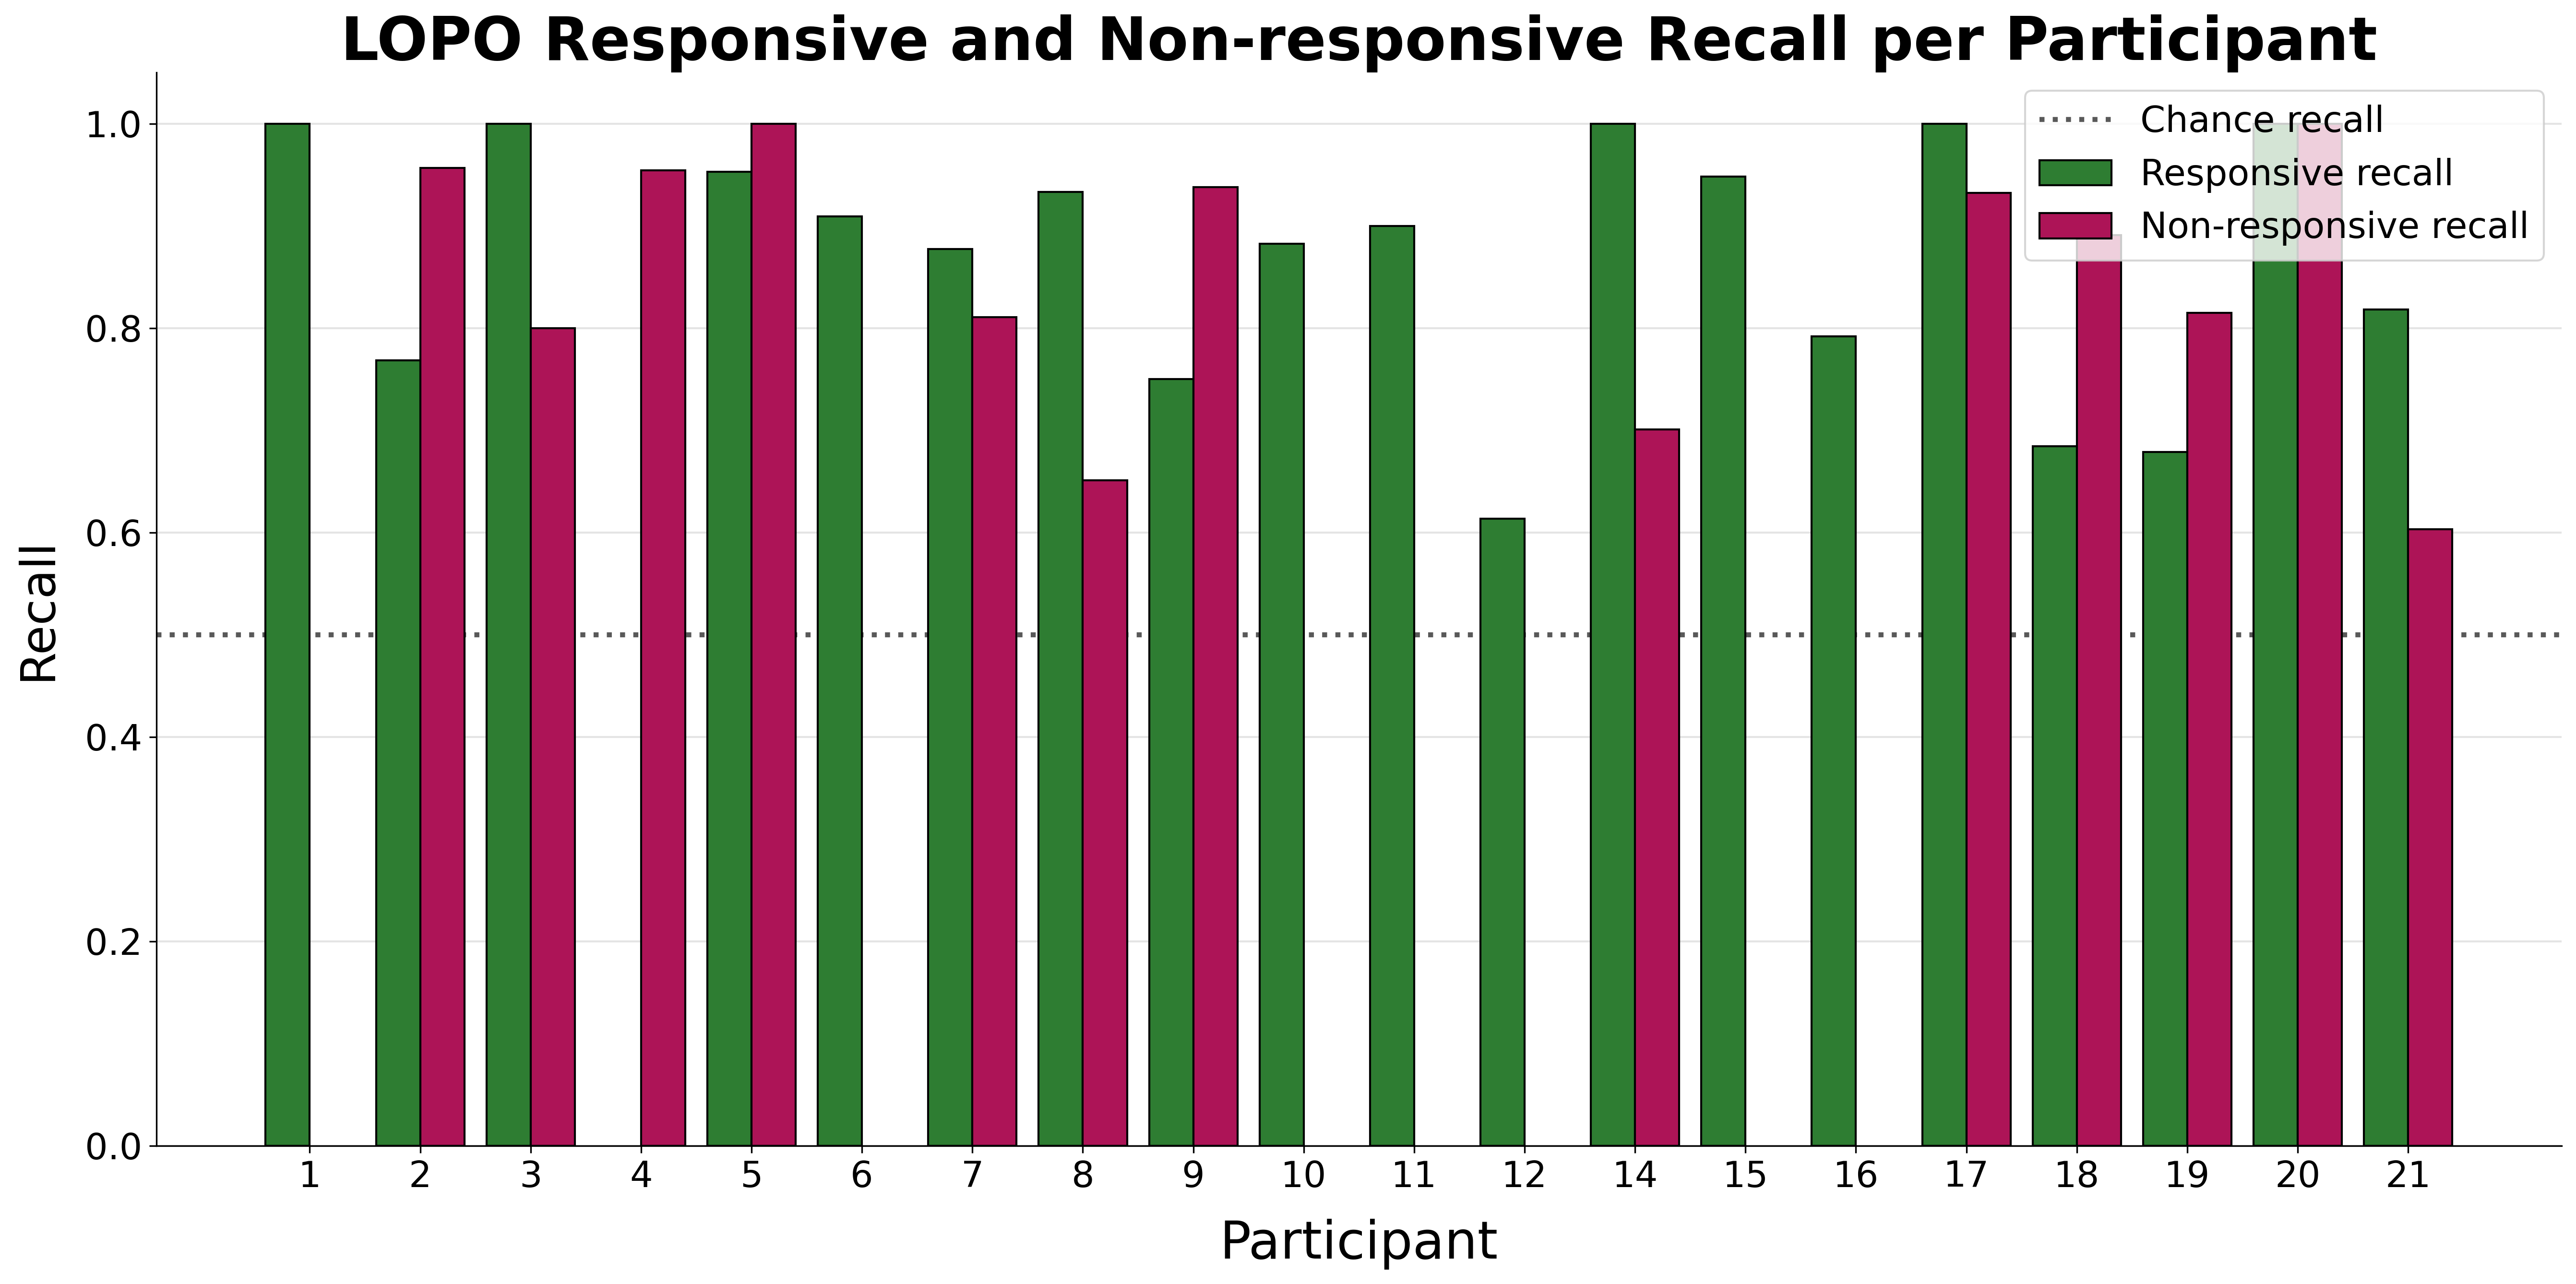 LOPO Responsive and Non-responsive Recall per Participant
Chance recall
Responsive recall
Non-responsive recall
Recall
1.0
0.8
0.6
0.4
0.2
0.0
1 2 3 4 5 6 7 8 9 10 11 12 14 15 16 17 18 19 20 21
Participant